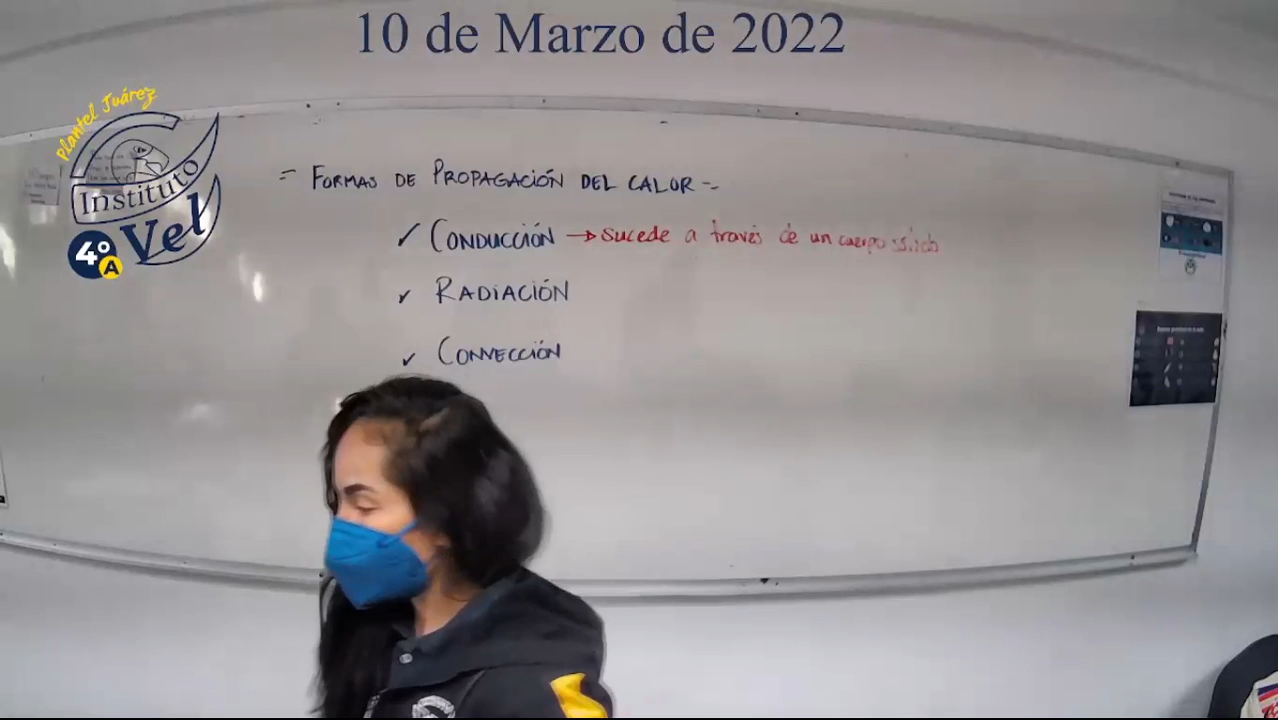 10 de Marzo de 2022
Plantel Juárez
Instituto
Vel
4º
A
= FORMAS DE PROPAGACIÓN DEL CALOR =
✓ CONDUCCIÓN → sucede a través de un cuerpo sólido
✓ RADIACIÓN
✓ CONVECCIÓN